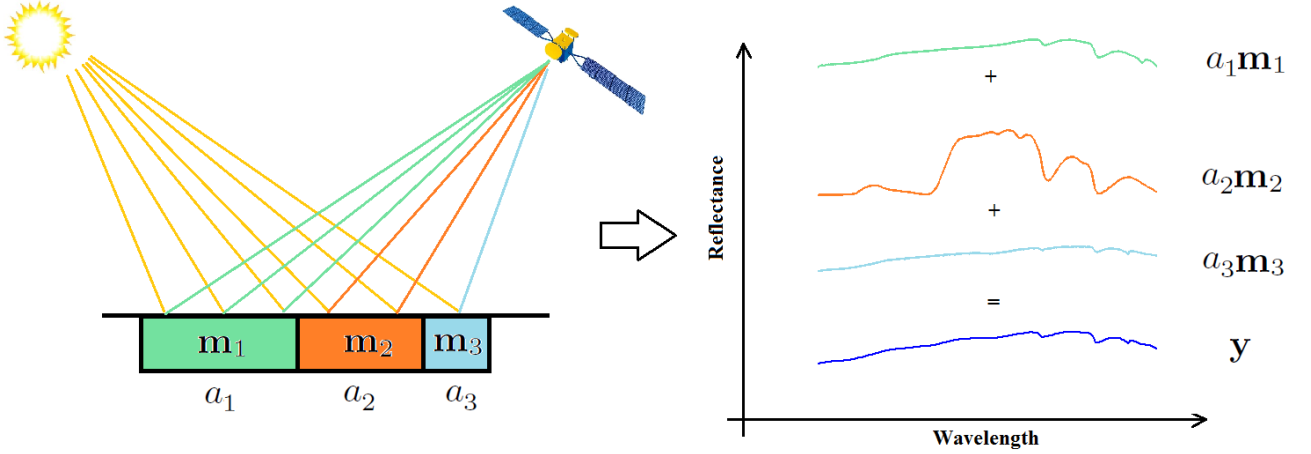 m₁ m₂ m₃
a₁ a₂ a₃
Reflectance
a₁m₁
+
a₂m₂
+
a₃m₃
=
y
Wavelength